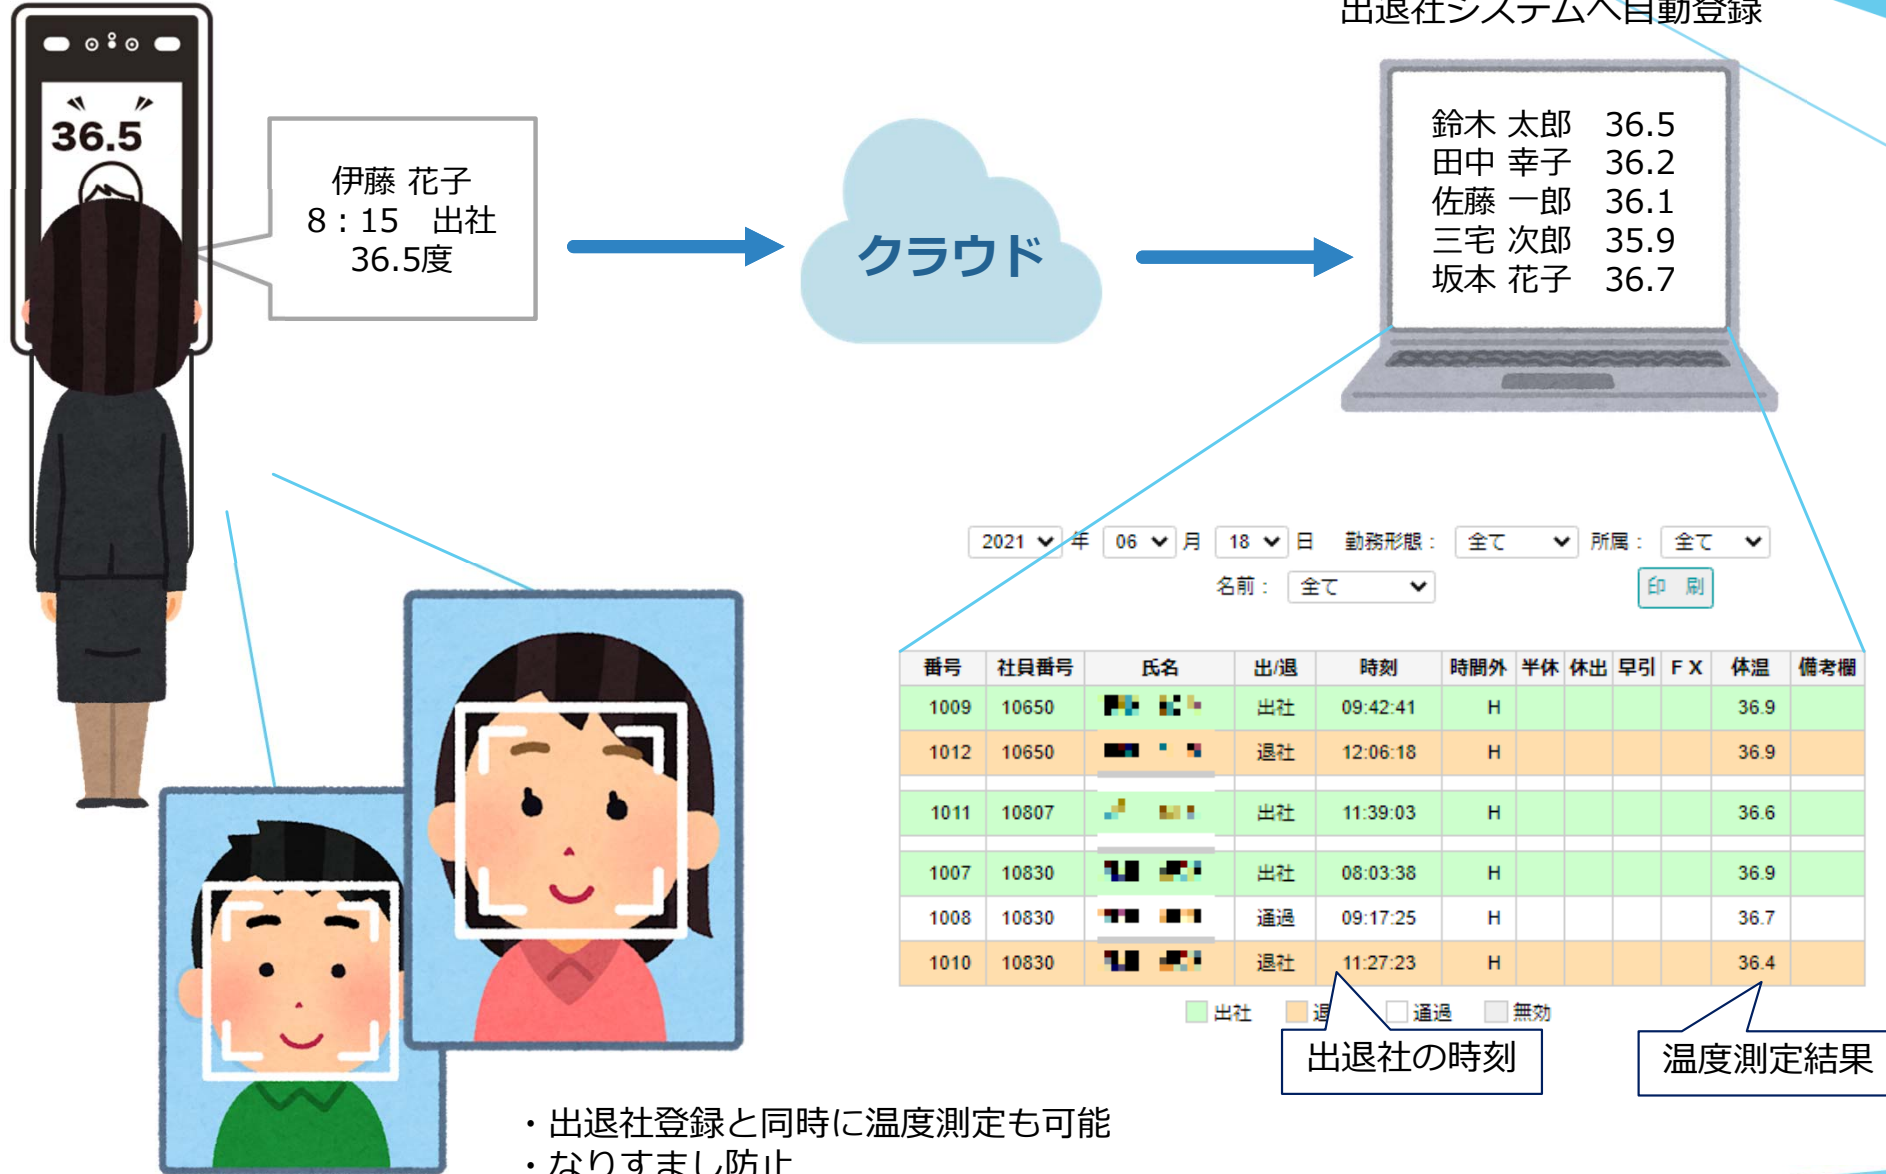 出退社システムへ自動登録
36.5
伊藤 花子
8：15　出社
36.5度
クラウド
鈴木 太郎　36.5
田中 幸子　36.2
佐藤 一郎　36.1
三宅 次郎　35.9
坂本 花子　36.7
2021 年 06 月 18 日 勤務形態： 全て 所属： 全て
名前： 全て 印 刷
番号 社員番号 氏名 出/退 時刻 時間外 半休 休出 早引 ＦＸ 体温 備考欄
1009 10650 出社 09:42:41 H 36.9
1012 10650 退社 12:06:18 H 36.9
1011 10807 出社 11:39:03 H 36.6
1007 10830 出社 08:03:38 H 36.9
1008 10830 通過 09:17:25 H 36.7
1010 10830 退社 11:27:23 H 36.4
出社 通過 無効
出退社の時刻
温度測定結果
・出退社登録と同時に温度測定も可能
・なりすまし防止